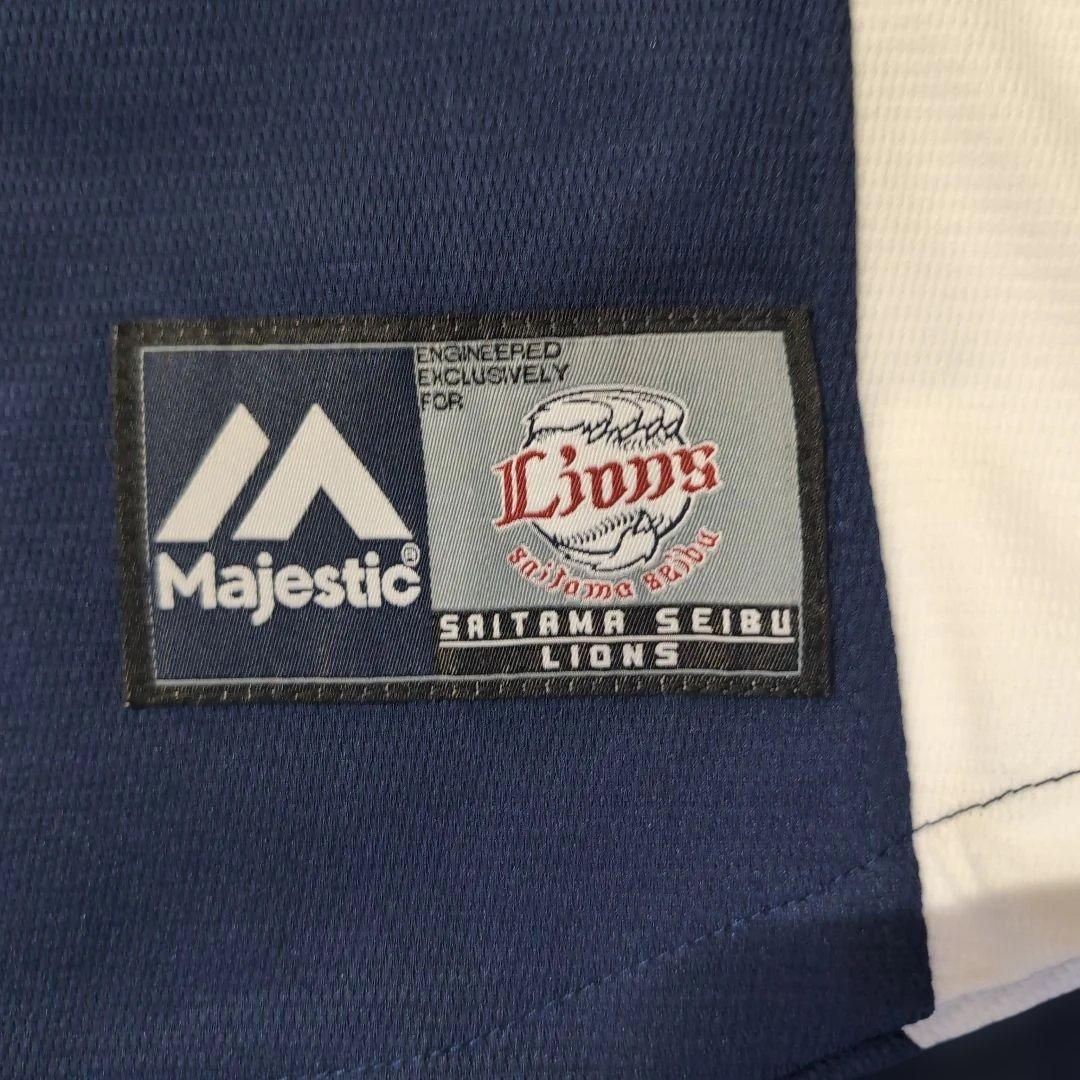 Majestic®
ENGINEERED
EXCLUSIVELY
FOR
Lions
saitama seibu
SAITAMA SEIBU
LIONS